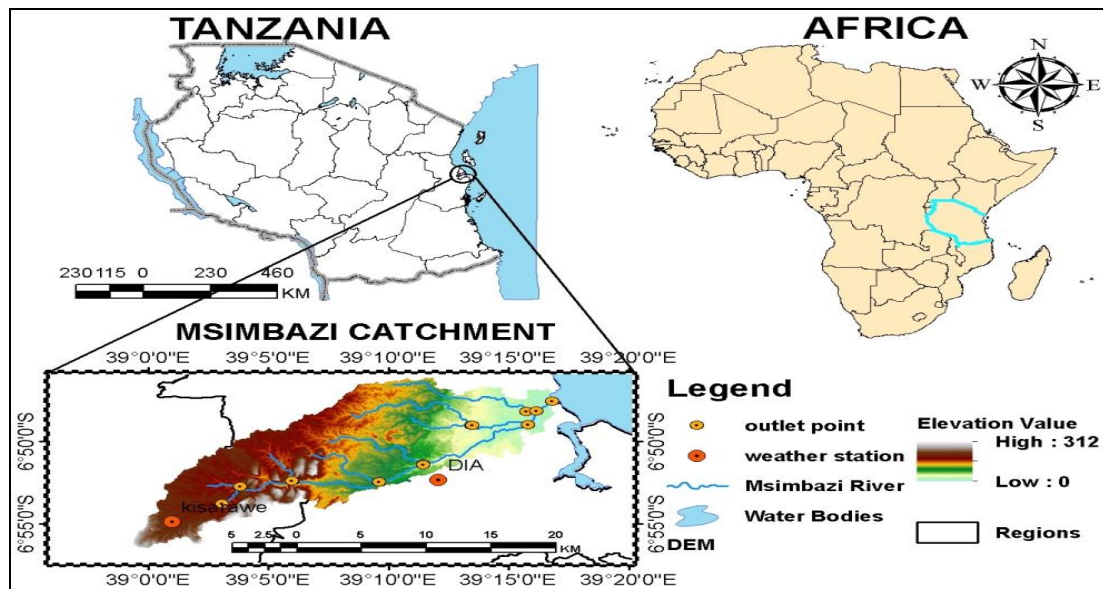 TANZANIA
AFRICA
N
W E
S
230 115 0 230 460
KM
MSIMBAZI CATCHMENT
39°0'0"E 39°5'0"E 39°10'0"E 39°15'0"E 39°20'0"E
6°50'0"S 6°50'0"S
6°55'0"S 6°55'0"S
DIA
kisarawe
5 2.5 0 5 10 15 20
KM
39°0'0"E 39°5'0"E 39°10'0"E 39°15'0"E 39°20'0"E
Legend
outlet point
weather station
Msimbazi River
Water Bodies
DEM
Elevation Value
High : 312
Low : 0
Regions